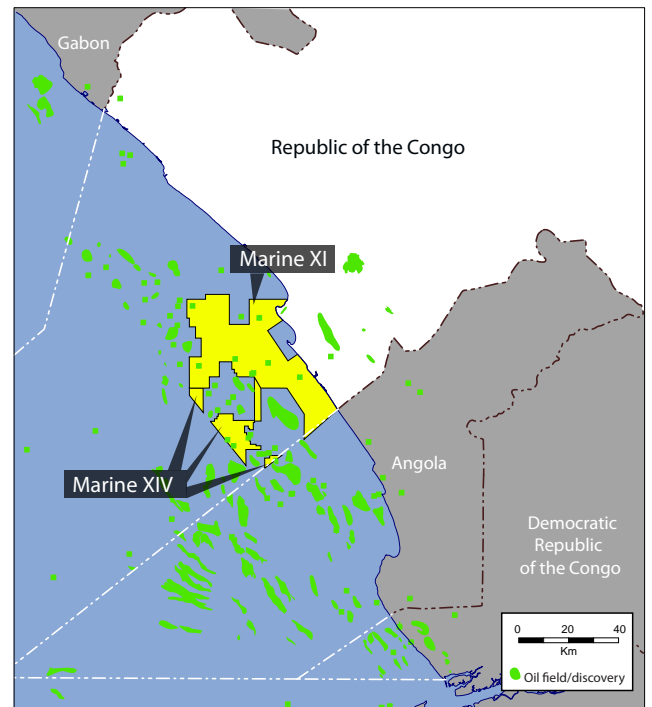 Gabon
Republic of the Congo
Marine XI
Marine XIV
Angola
Democratic
Republic
of the Congo
0 20 40
Km
Oil field/discovery